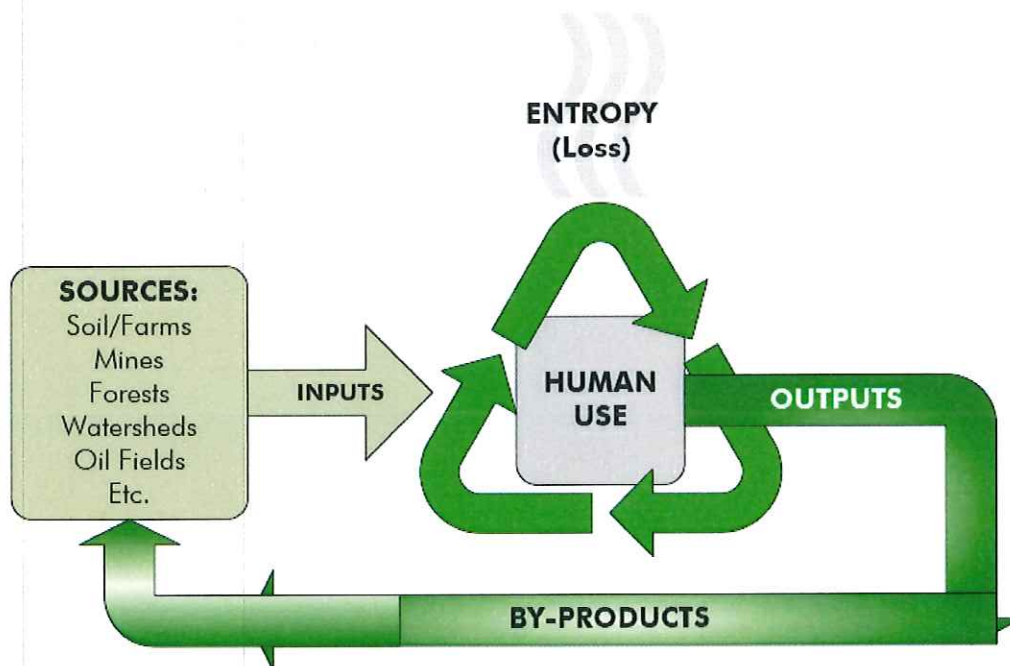 ENTROPY
(Loss)
SOURCES:
Soil/Farms
Mines
Forests
Watersheds
Oil Fields
Etc.
INPUTS
HUMAN
USE
OUTPUTS
BY-PRODUCTS